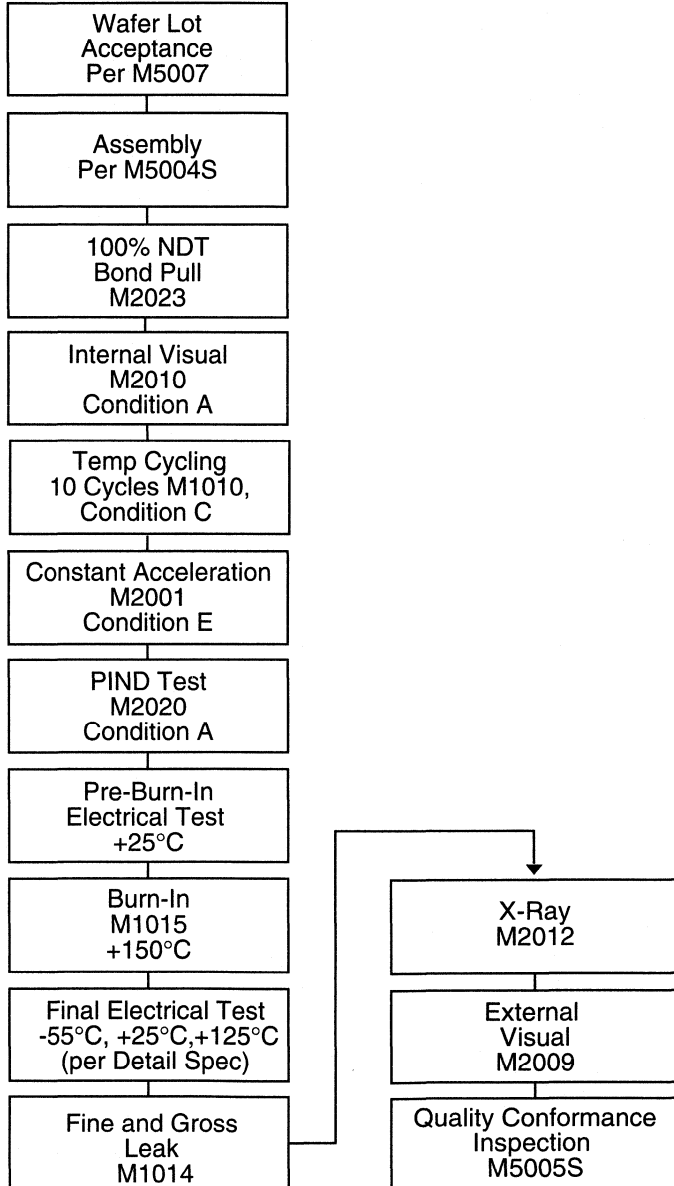 Wafer Lot
Acceptance
Per M5007
Assembly
Per M5004S
100% NDT
Bond Pull
M2023
Internal Visual
M2010
Condition A
Temp Cycling
10 Cycles M1010,
Condition C
Constant Acceleration
M2001
Condition E
PIND Test
M2020
Condition A
Pre-Burn-In
Electrical Test
+25°C
Burn-In
M1015
+150°C
Final Electrical Test
-55°C, +25°C,+125°C
(per Detail Spec)
Fine and Gross
Leak
M1014
X-Ray
M2012
External
Visual
M2009
Quality Conformance
Inspection
M5005S